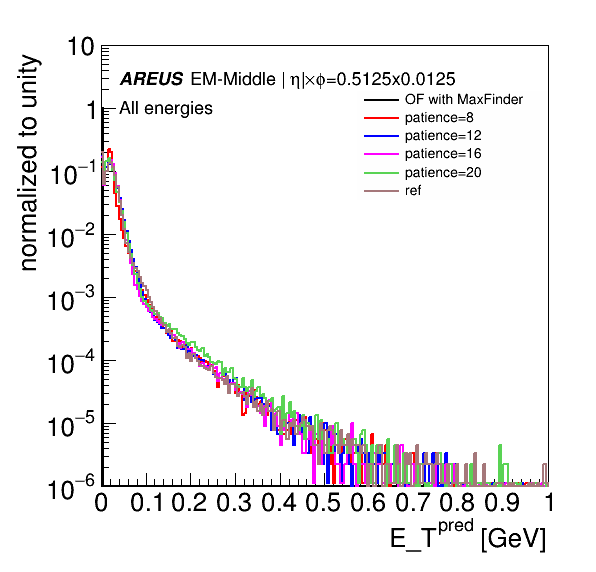 AREUS EM-Middle | η|×ϕ=0.5125x0.0125
All energies
OF with MaxFinder
patience=8
patience=12
patience=16
patience=20
ref
normalized to unity
10
1
10⁻¹
10⁻²
10⁻³
10⁻⁴
10⁻⁵
10⁻⁶
0 0.1 0.2 0.3 0.4 0.5 0.6 0.7 0.8 0.9 1
E_T^pred [GeV]